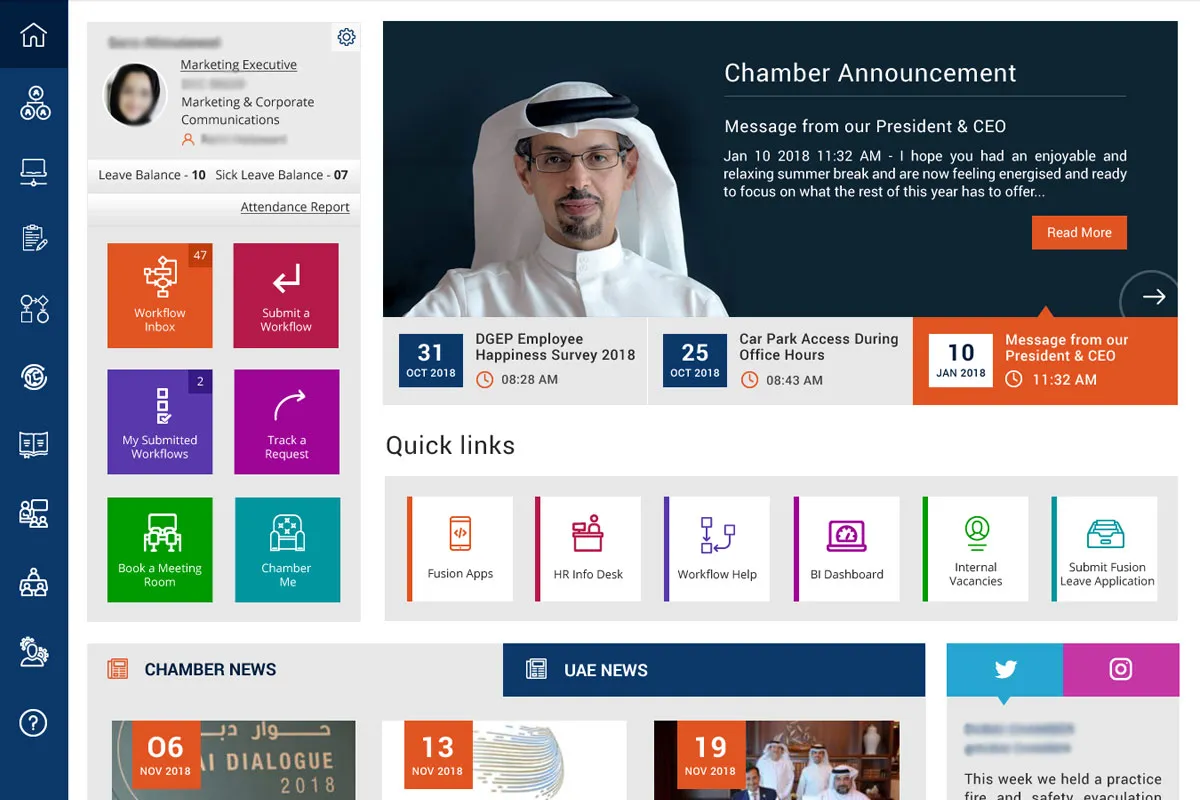 Marketing Executive
Marketing & Corporate
Communications
Leave Balance - 10 Sick Leave Balance - 07
Attendance Report
47
Workflow
Inbox
Submit a
Workflow
2
My Submitted
Workflows
Track a
Request
Book a Meeting
Room
Chamber
Me
Chamber Announcement
Message from our President & CEO
Jan 10 2018 11:32 AM - I hope you had an enjoyable and
relaxing summer break and are now feeling energised and ready
to focus on what the rest of this year has to offer...
Read More
31
OCT 2018
DGEP Employee
Happiness Survey 2018
08:28 AM
25
OCT 2018
Car Park Access During
Office Hours
08:43 AM
10
JAN 2018
Message from our
President & CEO
11:32 AM
Quick links
Fusion Apps
HR Info Desk
Workflow Help
BI Dashboard
Internal
Vacancies
Submit Fusion
Leave Application
CHAMBER NEWS
UAE NEWS
06
NOV 2018
حوار دبـ
AI DIALOGUE
2018
13
NOV 2018
19
NOV 2018
This week we held a practice
fire and safety evacuation